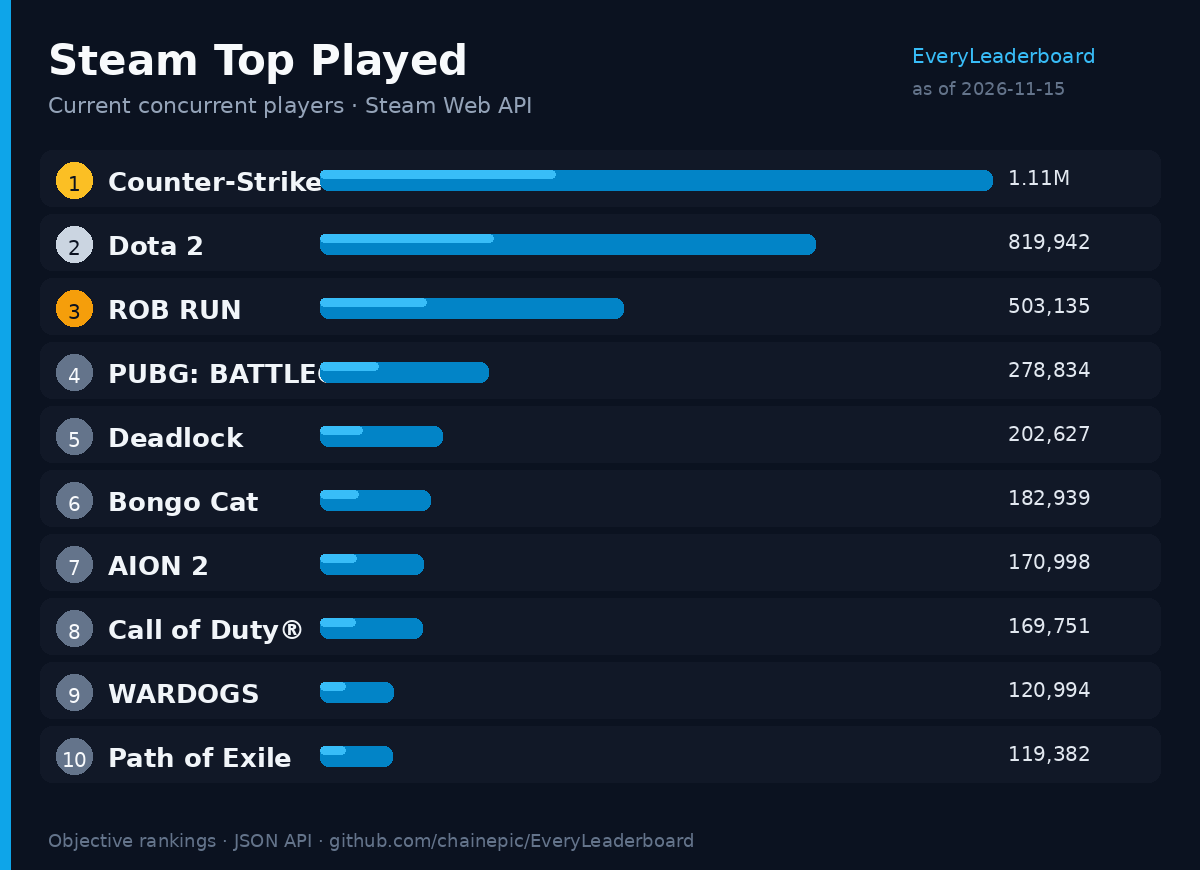 Steam Top Played
EveryLeaderboard
Current concurrent players · Steam Web API
as of 2026-11-15
1 Counter-Strike 1.11M
2 Dota 2 819,942
3 ROB RUN 503,135
4 PUBG: BATTLE 278,834
5 Deadlock 202,627
6 Bongo Cat 182,939
7 AION 2 170,998
8 Call of Duty® 169,751
9 WARDOGS 120,994
10 Path of Exile 119,382
Objective rankings · JSON API · github.com/chainepic/EveryLeaderboard